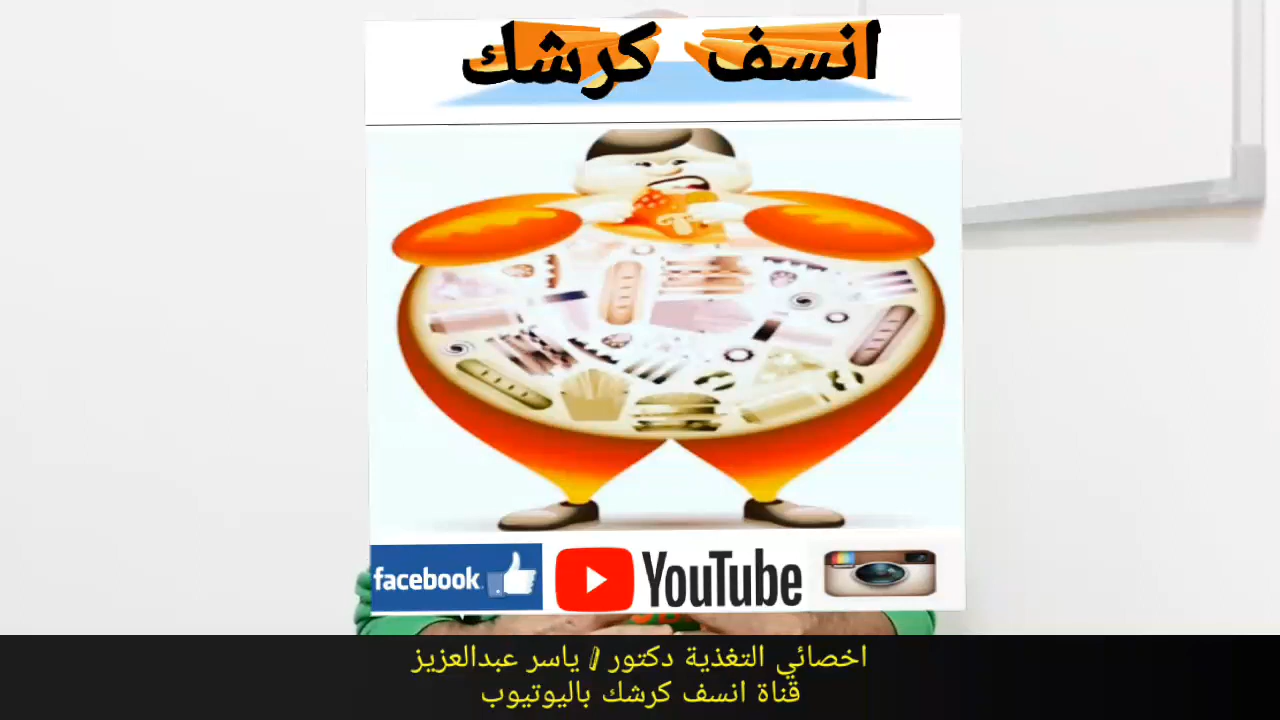 انسف كرشك
facebook
YouTube
اخصائي التغذية دكتور / ياسر عبدالعزيز
قناة انسف كرشك باليوتيوب